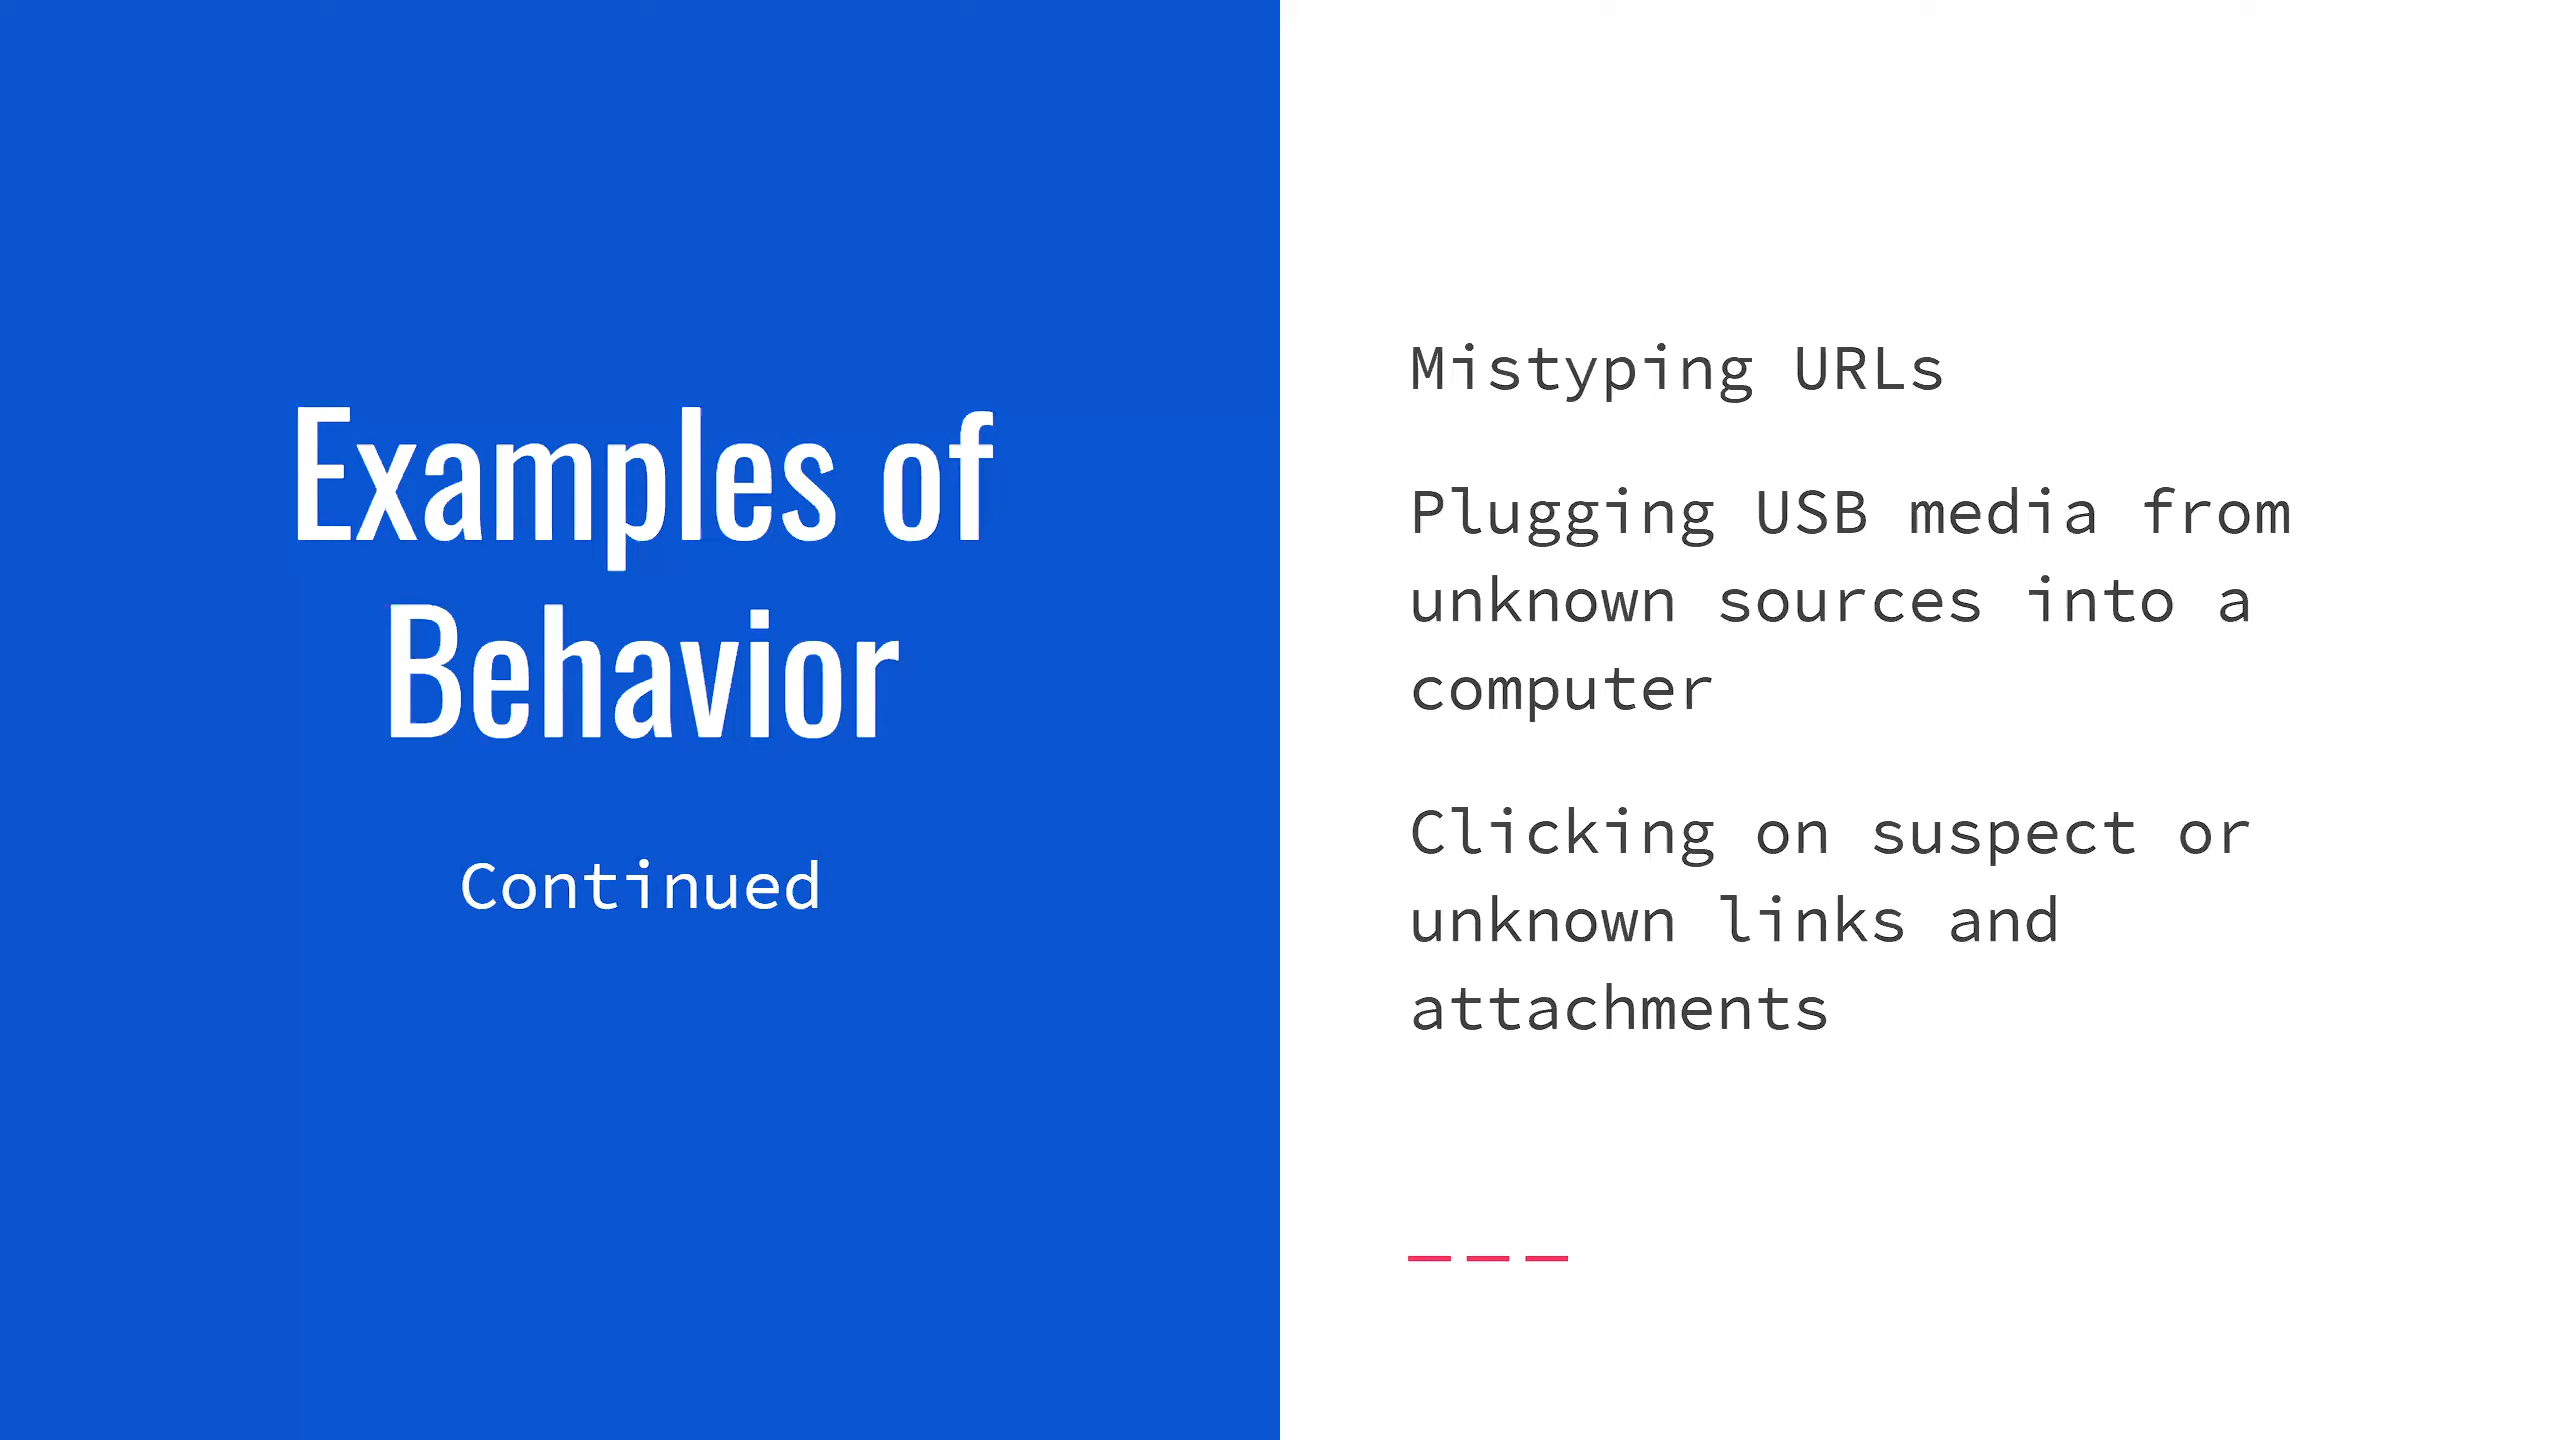 Examples of
Behavior
Continued
Mistyping URLs
Plugging USB media from
unknown sources into a
computer
Clicking on suspect or
unknown links and
attachments